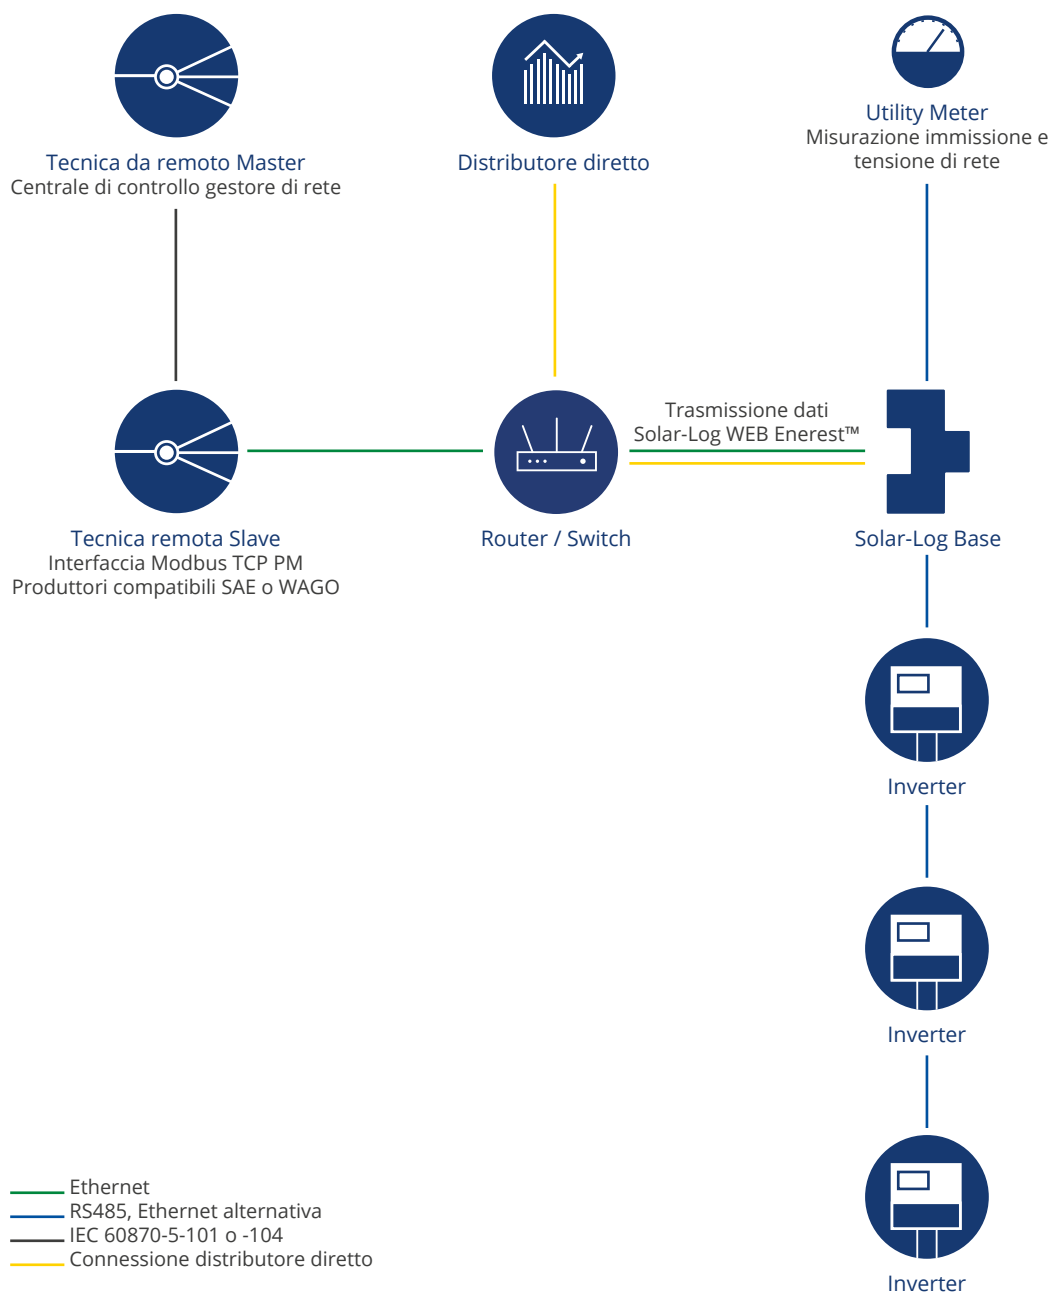 Tecnica da remoto Master
Centrale di controllo gestore di rete
Distributore diretto
Utility Meter
Misurazione immissione e
tensione di rete
Trasmissione dati
Solar-Log WEB Enerest™
Tecnica remota Slave
Interfaccia Modbus TCP PM
Produttori compatibili SAE o WAGO
Router / Switch
Solar-Log Base
Inverter
Inverter
Inverter
Ethernet
RS485, Ethernet alternativa
IEC 60870-5-101 o -104
Connessione distributore diretto